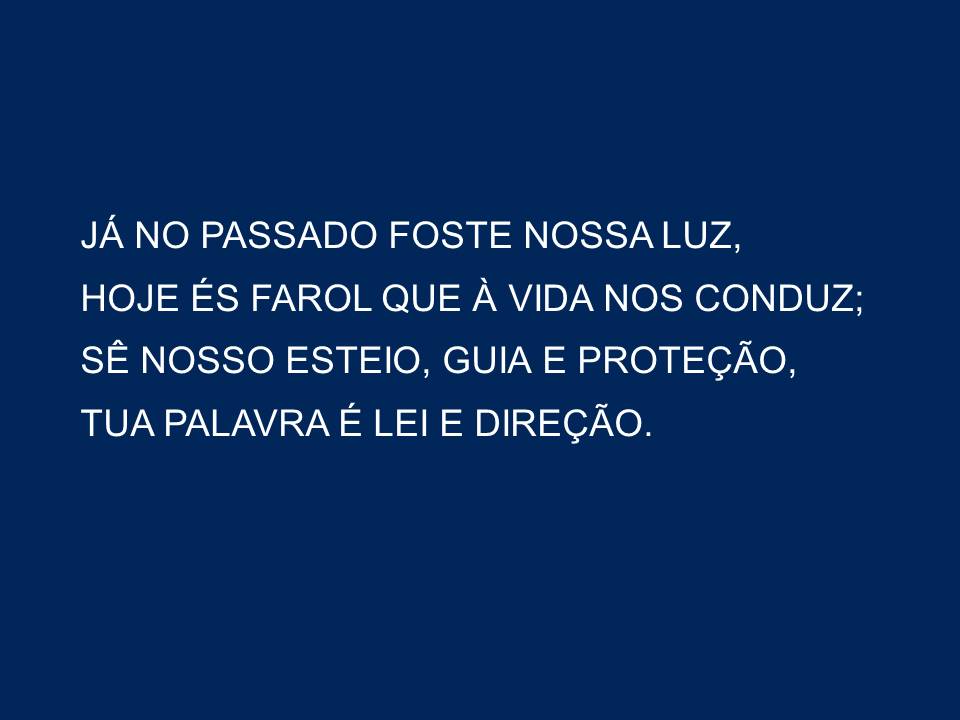 JÁ NO PASSADO FOSTE NOSSA LUZ,
HOJE ÉS FAROL QUE À VIDA NOS CONDUZ;
SÊ NOSSO ESTEIO, GUIA E PROTEÇÃO,
TUA PALAVRA É LEI E DIREÇÃO.